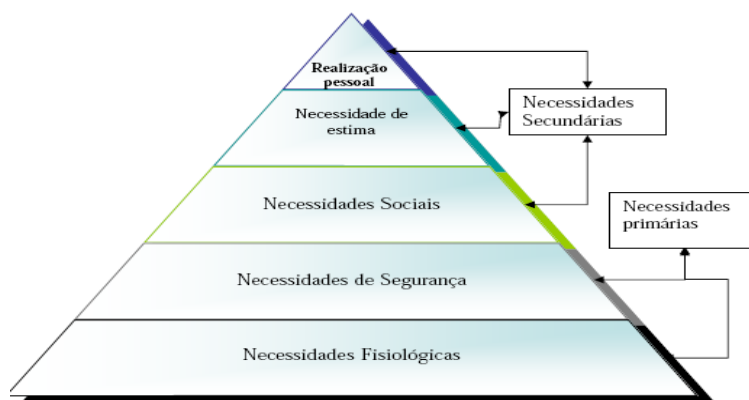 Realização
pessoal
Necessidade de
estima
Necessidades
Secundárias
Necessidades Sociais
Necessidades
primárias
Necessidades de Segurança
Necessidades Fisiológicas